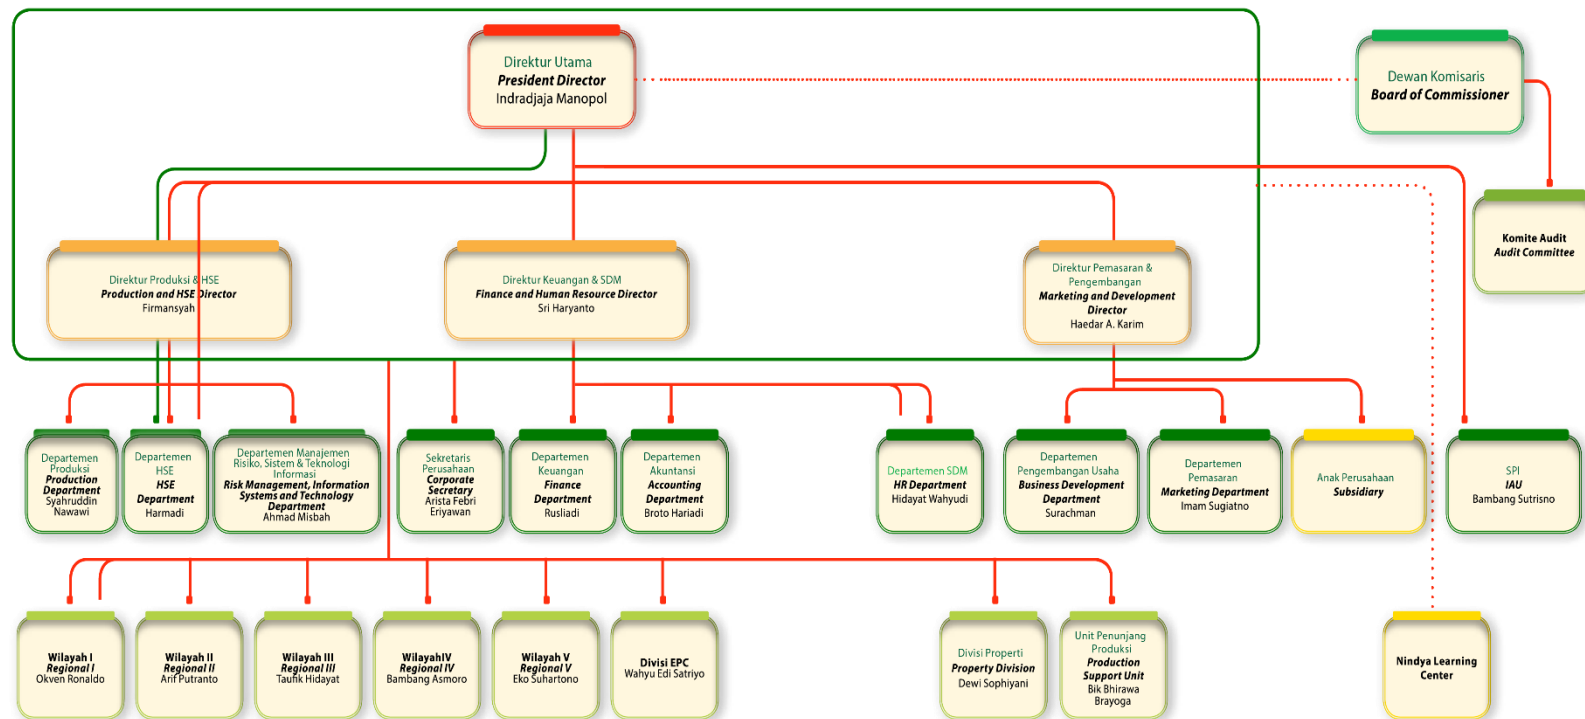 Direktur Utama
President Director
Indradjaja Manopol
Dewan Komisaris
Board of Commissioner
Komite Audit
Audit Committee
Direktur Produksi & HSE
Production and HSE Director
Firmansyah
Direktur Keuangan & SDM
Finance and Human Resource Director
Sri Haryanto
Direktur Pemasaran &
Pengembangan
Marketing and Development
Director
Haedar A. Karim
Departemen
Produksi
Production
Department
Syahruddin
Nawawi
Departemen
HSE
HSE
Department
Harmadi
Departemen Manajemen
Risiko, Sistem & Teknologi
Informasi
Risk Management, Information
Systems and Technology
Department
Ahmad Misbah
Sekretaris
Perusahaan
Corporate
Secretary
Arista Febri
Eriyawan
Departemen
Keuangan
Finance
Department
Rusliadi
Departemen
Akuntansi
Accounting
Department
Broto Hariadi
Departemen SDM
HR Department
Hidayat Wahyudi
Departemen
Pengembangan Usaha
Business Development
Department
Surachman
Departemen
Pemasaran
Marketing Department
Imam Sugiatno
Anak Perusahaan
Subsidiary
SPI
IAU
Bambang Sutrisno
Wilayah I
Regional I
Okven Ronaldo
Wilayah II
Regional II
Arif Putranto
Wilayah III
Regional III
Taufik Hidayat
WilayahIV
Regional IV
Bambang Asmoro
Wilayah V
Regional V
Eko Suhartono
Divisi EPC
Wahyu Edi Satriyo
Divisi Properti
Property Division
Dewi Sophiyani
Unit Penunjang
Produksi
Production
Support Unit
Bik Bhirawa
Brayoga
Nindya Learning
Center